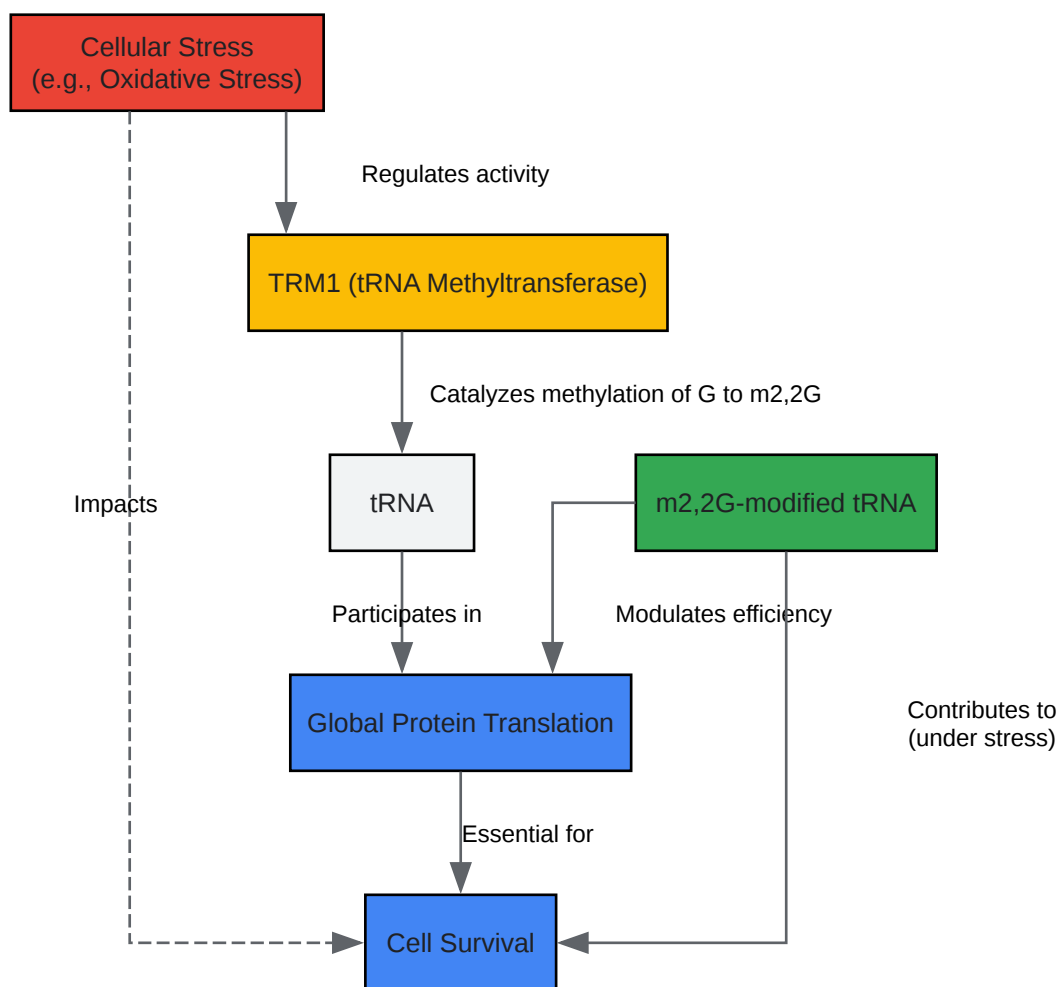 Cellular Stress
(e.g., Oxidative Stress)
Regulates activity
TRM1 (tRNA Methyltransferase)
Catalyzes methylation of G to m2,2G
Impacts
tRNA
m2,2G-modified tRNA
Participates in
Modulates efficiency
Global Protein Translation
Contributes to
(under stress)
Essential for
Cell Survival